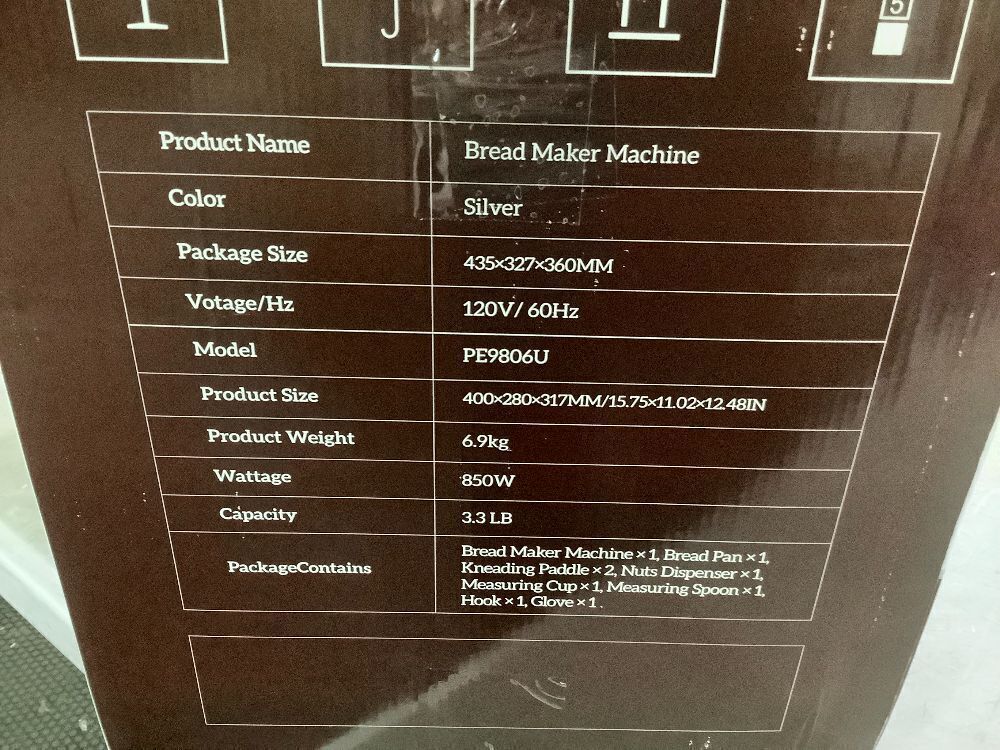 5
Product Name Bread Maker Machine
Color Silver
Package Size 435×327×360MM
Votage/Hz 120V/ 60Hz
Model PE9806U
Product Size 400×280×317MM/15.75×11.02×12.48IN
Product Weight 6.9kg
Wattage 850W
Capacity 3.3 LB
PackageContains Bread Maker Machine × 1, Bread Pan × 1,
Kneading Paddle × 2, Nuts Dispenser × 1,
Measuring Cup × 1, Measuring Spoon × 1,
Hook × 1, Glove × 1 .